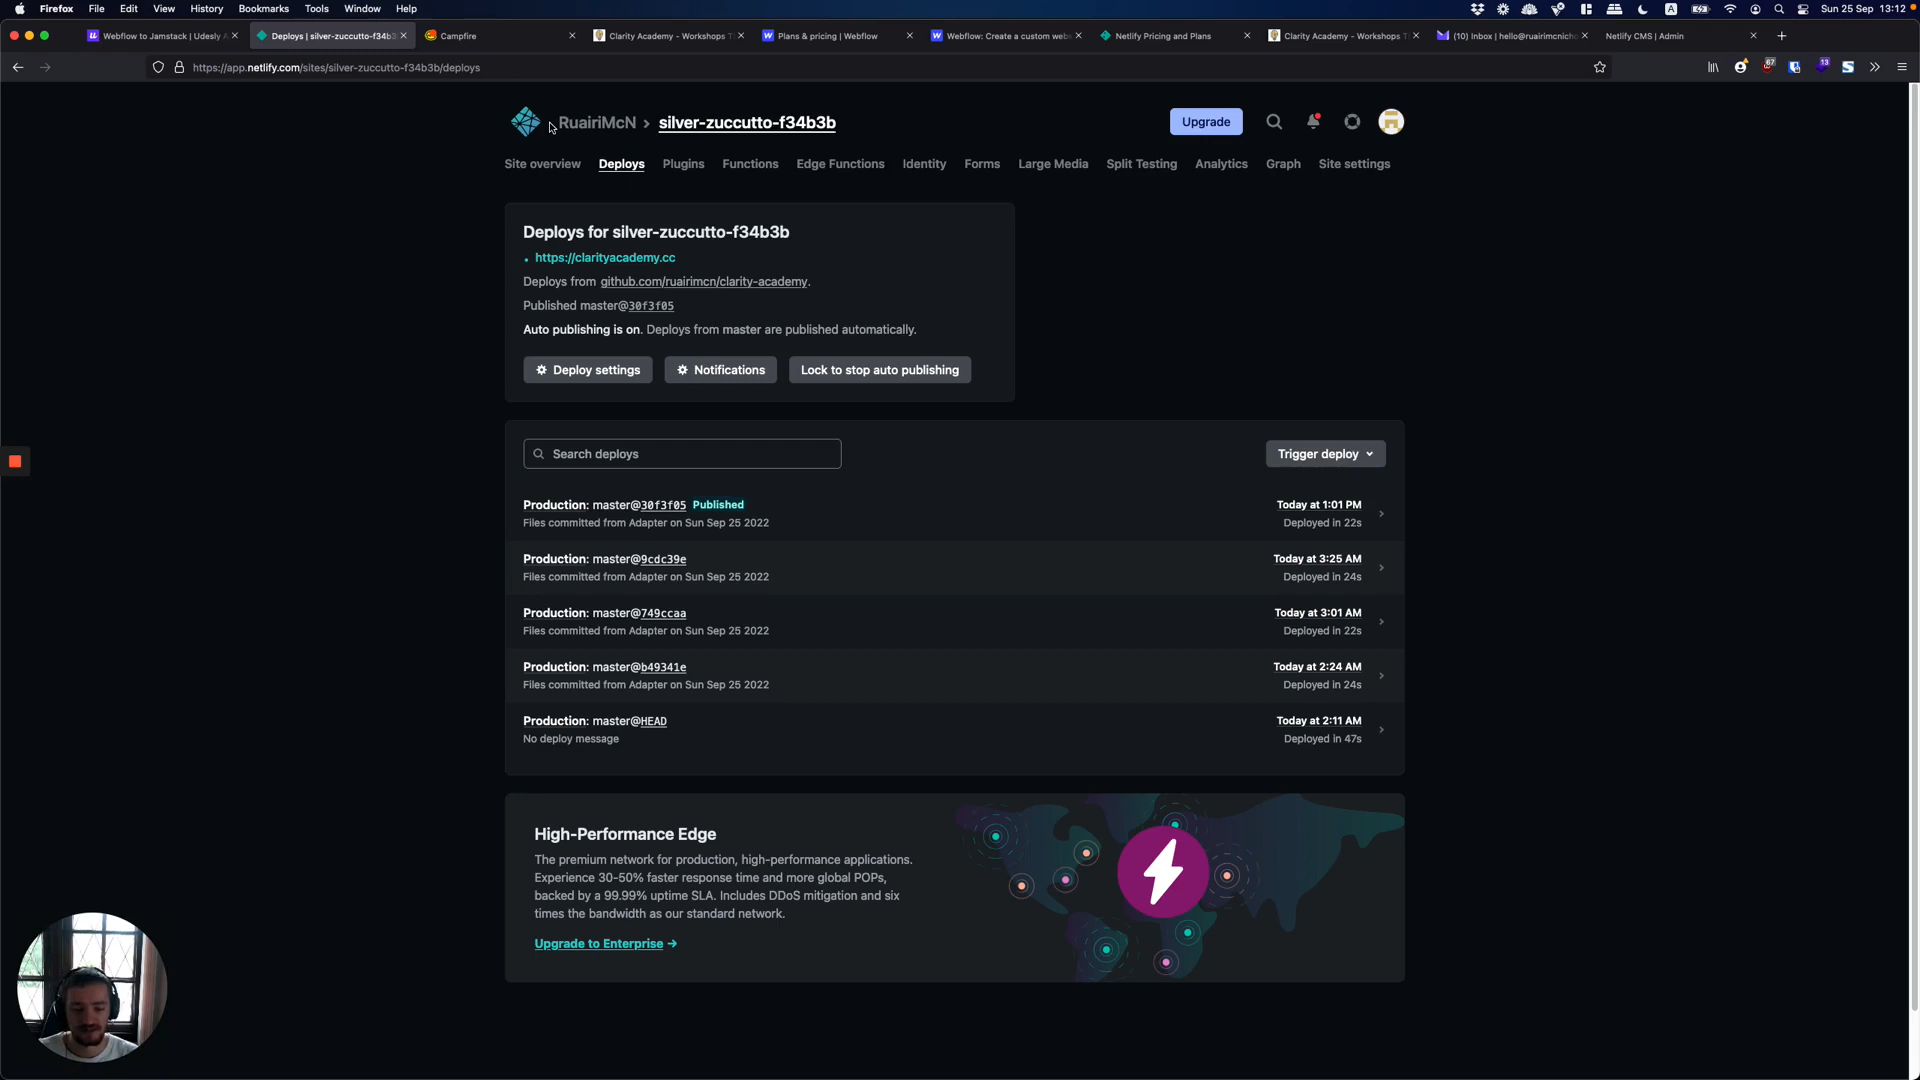 Firefox File Edit View History Bookmarks Tools Window Help Sun 25 Sep 13:12
Webflow to Jamstack | Udesly A Deploys | silver-zuccutto-f34b3 Campfire Clarity Academy - Workshops T Plans & pricing | Webflow Webflow: Create a custom webs Netlify Pricing and Plans Clarity Academy - Workshops T (10) Inbox | hello@ruairimcnich Netlify CMS | Admin
https://app.netlify.com/sites/silver-zuccutto-f34b3b/deploys 67 13
RuairiMcN > silver-zuccutto-f34b3b Upgrade
Site overview Deploys Plugins Functions Edge Functions Identity Forms Large Media Split Testing Analytics Graph Site settings
Deploys for silver-zuccutto-f34b3b
https://clarityacademy.cc
Deploys from github.com/ruairimcn/clarity-academy.
Published master@30f3f05
Auto publishing is on. Deploys from master are published automatically.
Deploy settings Notifications Lock to stop auto publishing
Search deploys Trigger deploy
Production: master@30f3f05 Published Today at 1:01 PM
Files committed from Adapter on Sun Sep 25 2022 Deployed in 22s
Production: master@9cdc39e Today at 3:25 AM
Files committed from Adapter on Sun Sep 25 2022 Deployed in 24s
Production: master@749ccaa Today at 3:01 AM
Files committed from Adapter on Sun Sep 25 2022 Deployed in 22s
Production: master@b49341e Today at 2:24 AM
Files committed from Adapter on Sun Sep 25 2022 Deployed in 24s
Production: master@HEAD Today at 2:11 AM
No deploy message Deployed in 47s
High-Performance Edge
The premium network for production, high-performance applications.
Experience 30-50% faster response time and more global POPs,
backed by a 99.99% uptime SLA. Includes DDoS mitigation and six
times the bandwidth as our standard network.
Upgrade to Enterprise →